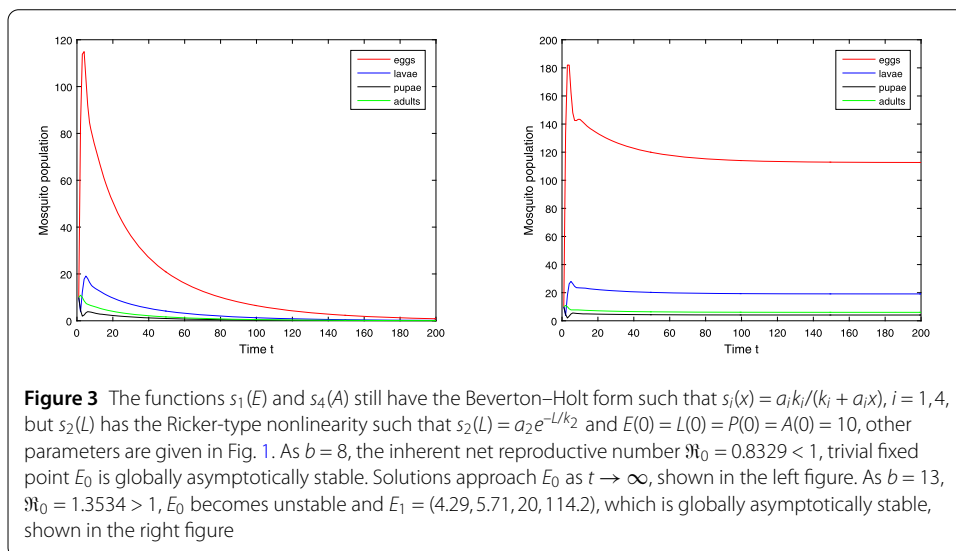 120
100
80
60
40
20
0
Mosquito population
0 20 40 60 80 100 120 140 160 180 200
Time t
eggs
lavae
pupae
adults
200
180
160
140
120
100
80
60
40
20
0
Mosquito population
0 20 40 60 80 100 120 140 160 180 200
Time t
eggs
lavae
pupae
adults
Figure 3 The functions s₁(E) and s₄(A) still have the Beverton–Holt form such that sᵢ(x) = aᵢkᵢ/(kᵢ + aᵢx), i = 1, 4,
but s₂(L) has the Ricker-type nonlinearity such that s₂(L) = a₂e^{–L/k₂} and E(0) = L(0) = P(0) = A(0) = 10, other
parameters are given in Fig. 1. As b = 8, the inherent net reproductive number ℜ₀ = 0.8329 < 1, trivial fixed
point E₀ is globally asymptotically stable. Solutions approach E₀ as t → ∞, shown in the left figure. As b = 13,
ℜ₀ = 1.3534 > 1, E₀ becomes unstable and E₁ = (4.29, 5.71, 20, 114.2), which is globally asymptotically stable,
shown in the right figure